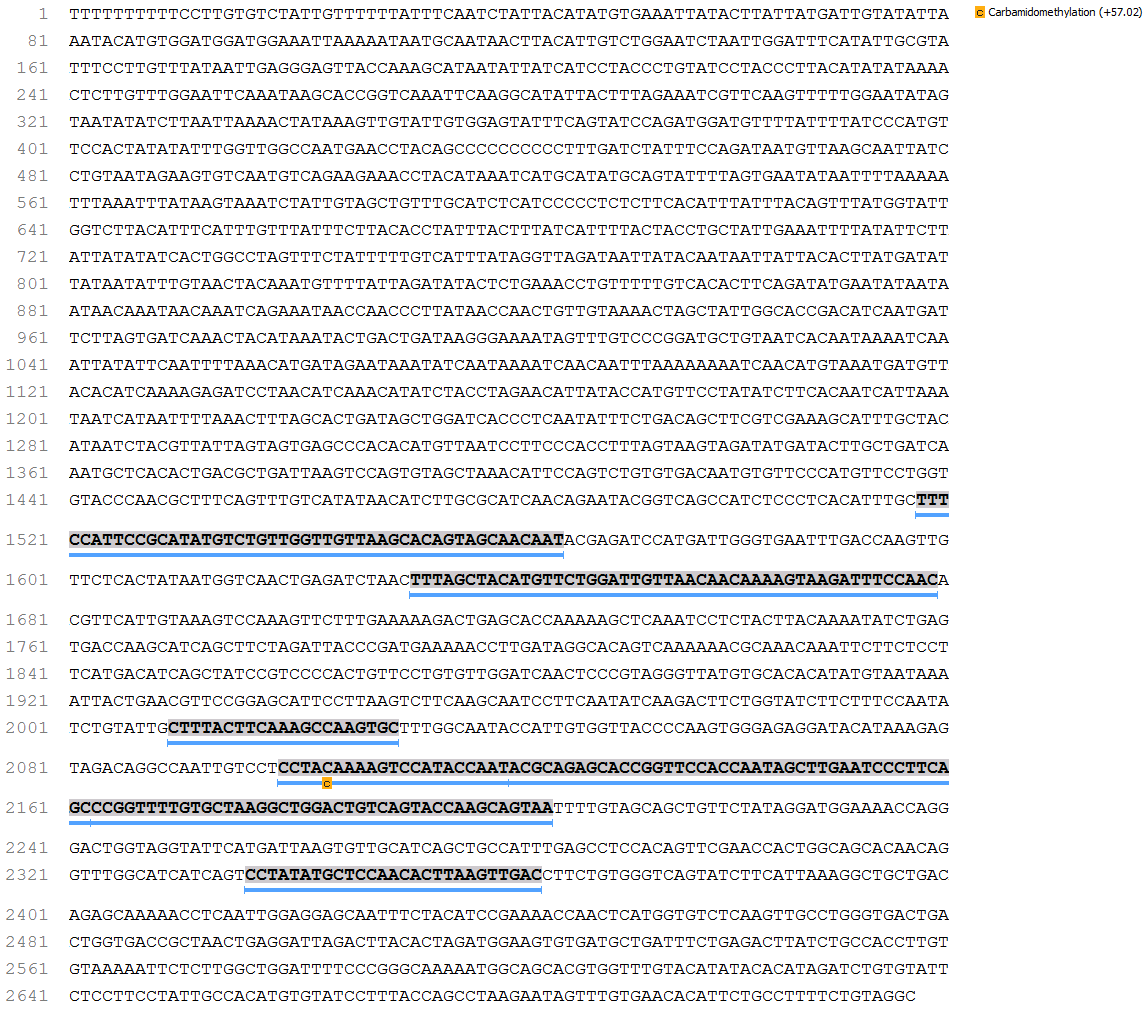 1 TTTTTTTTTTTCCTTGTGTCTATTGTTTTTTATTTCAATCTATTACATATGTGAAATTATACTTATTATGATTGTATATTA
C Carbamidomethylation (+57.02)
81 AATACATGTGGATGGATGGAAATTAAAAATAATGCAATAACTTACATTGTCTGGAATCTAATTGGATTTCATATTGCGTA
161 TTTCCTTGTTTATAATTGAGGGAGTTACCAAAGCATAATATTATCATCCTACCCTGTATCCTACCCTTACATATATAAAA
241 CTCTTGTTTGGAATTCAAATAAGCACCGGTCAAATTCAAGGCATATTACTTTAGAAATCGTTCAAGTTTTTGGAATATAG
321 TAATATATCTTAATTAAAACTATAAAGTTGTATTGTGGAGTATTTCAGTATCCAGATGGATGTTTTATTTTATCCCATGT
401 TCCACTATATATTTGGTTGGCCAATGAACCTACAGCCCCCCCCCCTTTGATCTATTTCCAGATAATGTTAAGCAATTATC
481 CTGTAATAGAAGTGTCAATGTCAGAAGAAACCTACATAAATCATGCATATGCAGTATTTTAGTGAATATAATTTTAAAAA
561 TTTAAATTTATAAGTAAATCTATTGTAGCTGTTTGCATCTCATCCCCCTCTCTTCACATTTATTTACAGTTTATGGTATT
641 GGTCTTACATTTCATTTGTTTATTTCTTACACCTATTTACTTTATCATTTTACTACCTGCTATTGAAATTTTATATTCTT
721 ATTATATATCACTGGCCTAGTTTCTATTTTTGTCATTTATAGGTTAGATAATTATACAATAATTATTACACTTATGATAT
801 TATAATATTTGTAACTACAAATGTTTTATTAGATATACTCTGAAACCTGTTTTTGTCACACTTCAGATATGAATATAATA
881 ATAACAAATAACAAATCAGAAATAACCAACCCTTATAACCAACTGTTGTAAAACTAGCTATTGGCACCGACATCAATGAT
961 TCTTAGTGATCAAACTACATAAATACTGACTGATAAGGGAAAATAGTTTGTCCCGGATGCTGTAATCACAATAAAATCAA
1041 ATTATATTCAATTTTAAACATGATAGAATAAATATCAATAAAATCAACAATTTAAAAAAAATCAACATGTAAATGATGTT
1121 ACACATCAAAAGAGATCCTAACATCAAACATATCTACCTAGAACATTATACCATGTTCCTATATCTTCACAATCATTAAA
1201 TAATCATAATTTTAAACTTTAGCACTGATAGCTGGATCACCCTCAATATTTCTGACAGCTTCGTCGAAAGCATTTGCTAC
1281 ATAATCTACGTTATTAGTAGTGAGCCCACACATGTTAATCCTTCCCACCTTTAGTAAGTAGATATGATACTTGCTGATCA
1361 AATGCTCACACTGACGCTGATTAAGTCCAGTGTAGCTAAACATTCCAGTCTGTGTGACAATGTGTTCCCATGTTCCTGGT
1441 GTACCCAACGCTTTCAGTTTGTCATATAACATCTTGCGCATCAACAGAATACGGTCAGCCATCTCCCTCACATTTGCTTT
1521 CCATTCCGCATATGTCTGTTGGTTGTTAAGCACAGTAGCAACAATACGAGATCCATGATTGGGTGAATTTGACCAAGTTG
1601 TTCTCACTATAATGGTCAACTGAGATCTAACTTTAGCTACATGTTCTGGATTGTTAACAACAAAAGTAAGATTTCCAACA
1681 CGTTCATTGTAAAGTCCAAAGTTCTTTGAAAAAGACTGAGCACCAAAAAGCTCAAATCCTCTACTTACAAAATATCTGAG
1761 TGACCAAGCATCAGCTTCTAGATTACCCGATGAAAAACCTTGATAGGCACAGTCAAAAAACGCAAACAAATTCTTCTCCT
1841 TCATGACATCAGCTATCCGTCCCCACTGTTCCTGTGTTGGATCAACTCCCGTAGGGTTATGTGCACACATATGTAATAAA
1921 ATTACTGAACGTTCCGGAGCATTCCTTAAGTCTTCAAGCAATCCTTCAATATCAAGACTTCTGGTATCTTCTTTCCAATA
2001 TCTGTATTGCTTTACTTCAAAGCCAAGTGCTTTGGCAATACCATTGTGGTTACCCCAAGTGGGAGAGGATACATAAAGAG
2081 TAGACAGGCCAATTGTCCTCCTACAAAAGTCCATACCAATACGCAGAGCACCGGTTCCACCAATAGCTTGAATCCCTTCA
C
2161 GCCCCGGTTTTGTGCTAAGGCTGGACTGTCAGTACCAAGCAGTAATTTTGTAGCAGCTGTTCTATAGGATGGAAAACCAGG
2241 GACTGGTAGGTATTCATGATTAAGTGTTGCATCAGCTGCCATTTGAGCCTCCACAGTTCGAACCACTGGCAGCACAACAG
2321 GTTTGGCATCATCAGTCCTATATGCTCCAACACTTAAGTTGACCTTCTGTGGGTCAGTATCTTCATTAAAGGCTGCTGAC
2401 AGAGCAAAAACCTCAATTGGAGGAGCAATTTCTACATCCGAAAACCAACTCATGGTGTCTCAAGTTGCCTGGGTGACTGA
2481 CTGGTGACCGCTAACTGAGGATTAGACTTACACTAGATGGAAGTGTGATGCTGATTTCTGAGACTTATCTGCCACCTTGT
2561 GTAAAAATTCTCTTGGCTGGATTTTCCCGGGCAAAAATGGCAGCACGTGGTTTGTACATATACACATAGATCTGTGTATT
2641 CTCCTTCCTATTGCCACATGTGTATCCTTTACCAGCCTAAGAATAGTTTGTGAACACATTCTGCCTTTTCTGTAGGC